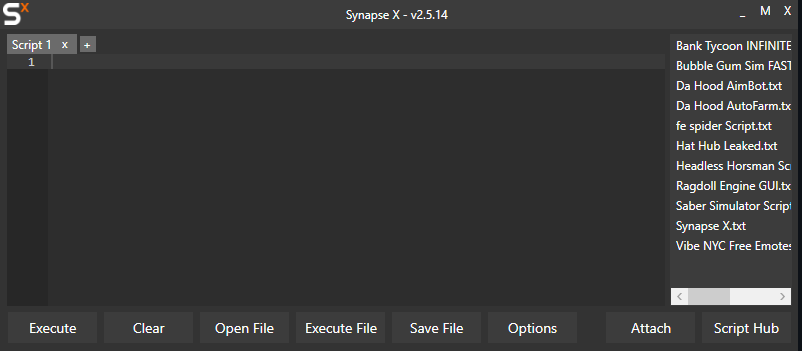 SX
Synapse X - v2.5.14
_ M X
Script 1 x +
1
Bank Tycoon INFINITE
Bubble Gum Sim FAST
Da Hood AimBot.txt
Da Hood AutoFarm.tx
fe spider Script.txt
Hat Hub Leaked.txt
Headless Horsman Scr
Ragdoll Engine GUI.tx
Saber Simulator Script
Synapse X.txt
Vibe NYC Free Emotes
Execute Clear Open File Execute File Save File Options Attach Script Hub